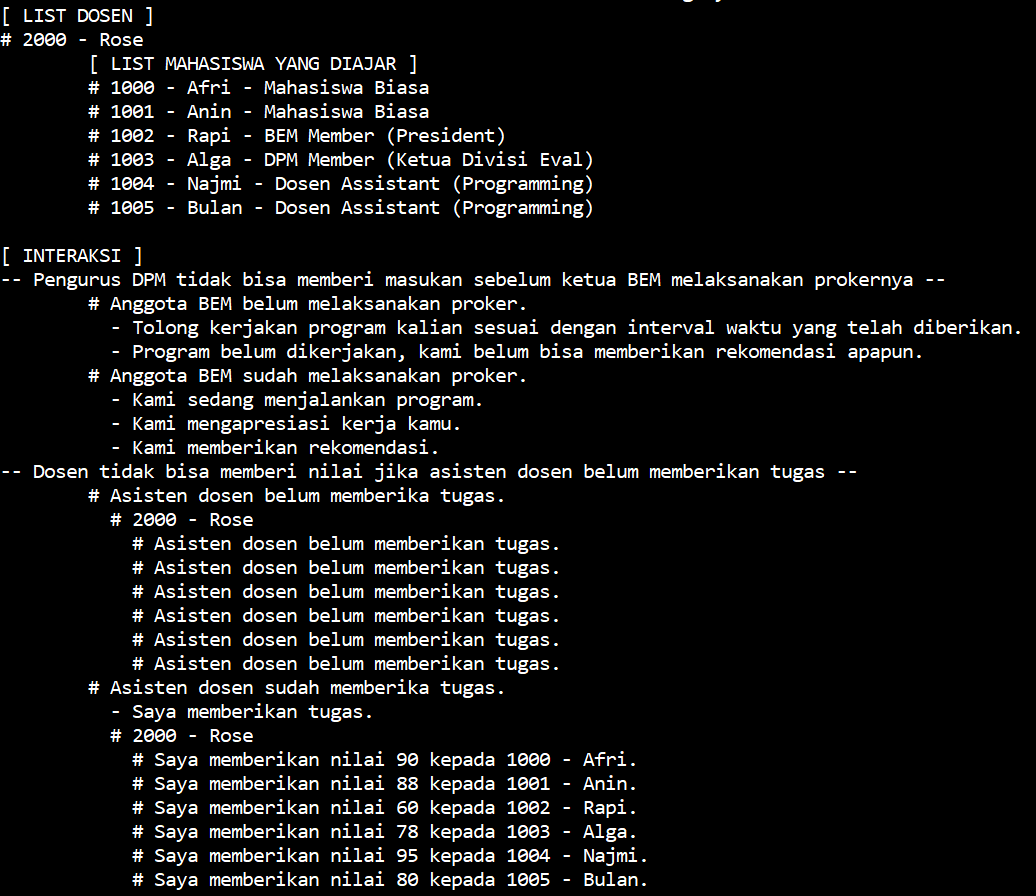 [ LIST DOSEN ]
# 2000 - Rose
[ LIST MAHASISWA YANG DIAJAR ]
# 1000 - Afri - Mahasiswa Biasa
# 1001 - Anin - Mahasiswa Biasa
# 1002 - Rapi - BEM Member (President)
# 1003 - Alga - DPM Member (Ketua Divisi Eval)
# 1004 - Najmi - Dosen Assistant (Programming)
# 1005 - Bulan - Dosen Assistant (Programming)
[ INTERAKSI ]
-- Pengurus DPM tidak bisa memberi masukan sebelum ketua BEM melaksanakan prokernya --
# Anggota BEM belum melaksanakan proker.
- Tolong kerjakan program kalian sesuai dengan interval waktu yang telah diberikan.
- Program belum dikerjakan, kami belum bisa memberikan rekomendasi apapun.
# Anggota BEM sudah melaksanakan proker.
- Kami sedang menjalankan program.
- Kami mengapresiasi kerja kamu.
- Kami memberikan rekomendasi.
-- Dosen tidak bisa memberi nilai jika asisten dosen belum memberikan tugas --
# Asisten dosen belum memberika tugas.
# 2000 - Rose
# Asisten dosen belum memberikan tugas.
# Asisten dosen belum memberikan tugas.
# Asisten dosen belum memberikan tugas.
# Asisten dosen belum memberikan tugas.
# Asisten dosen belum memberikan tugas.
# Asisten dosen belum memberikan tugas.
# Asisten dosen sudah memberika tugas.
- Saya memberikan tugas.
# 2000 - Rose
# Saya memberikan nilai 90 kepada 1000 - Afri.
# Saya memberikan nilai 88 kepada 1001 - Anin.
# Saya memberikan nilai 60 kepada 1002 - Rapi.
# Saya memberikan nilai 78 kepada 1003 - Alga.
# Saya memberikan nilai 95 kepada 1004 - Najmi.
# Saya memberikan nilai 80 kepada 1005 - Bulan.